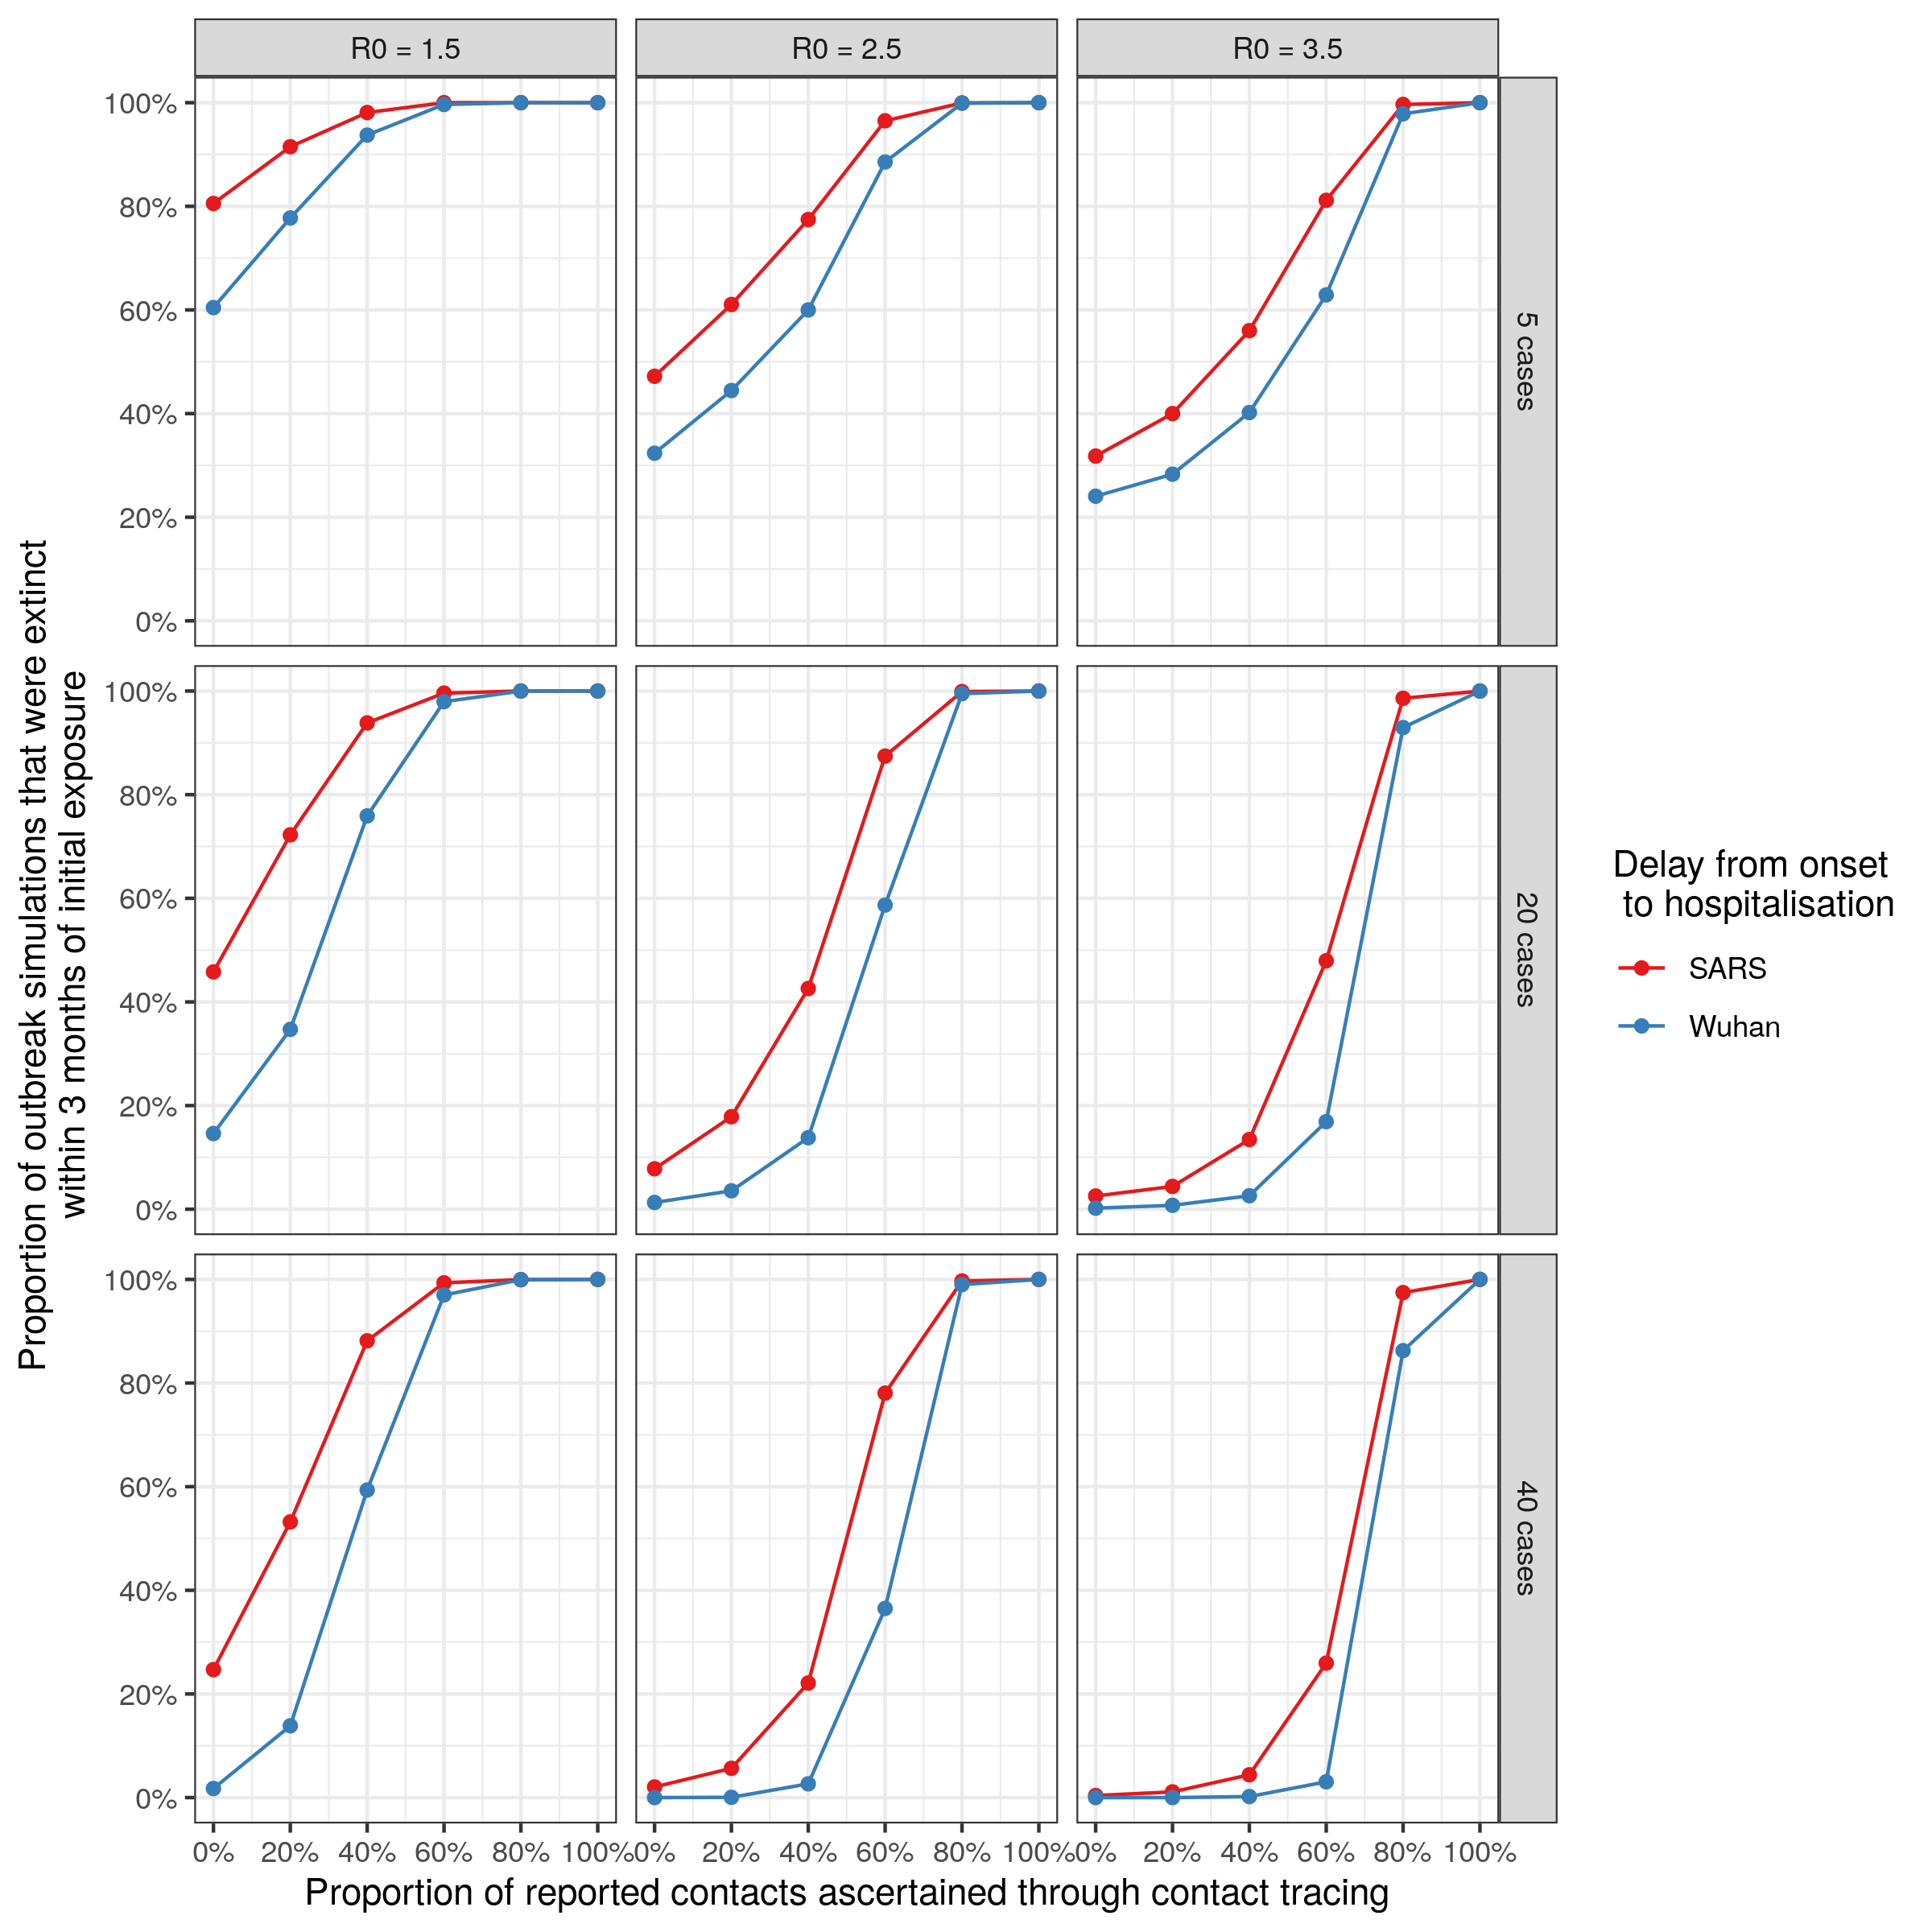 R0 = 1.5
R0 = 2.5
R0 = 3.5
100%
80%
60%
40%
20%
0%
5 cases
100%
80%
60%
40%
20%
0%
20 cases
100%
80%
60%
40%
20%
0%
40 cases
0% 20% 40% 60% 80% 100%
0% 20% 40% 60% 80% 100%
0% 20% 40% 60% 80% 100%
Proportion of reported contacts ascertained through contact tracing
Proportion of outbreak simulations that were extinct
within 3 months of initial exposure
Delay from onset
to hospitalisation
SARS
Wuhan